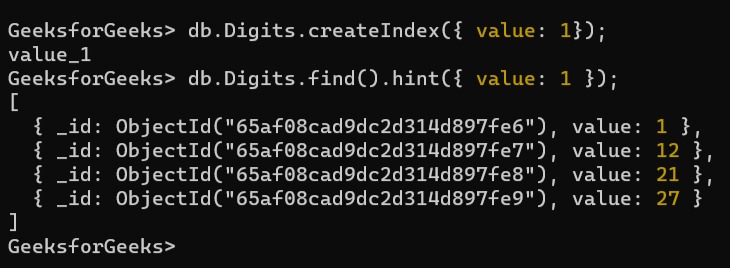 GeeksforGeeks> db.Digits.createIndex({ value: 1});
value_1
GeeksforGeeks> db.Digits.find().hint({ value: 1 });
[
  { _id: ObjectId("65af08cad9dc2d314d897fe6"), value: 1 },
  { _id: ObjectId("65af08cad9dc2d314d897fe7"), value: 12 },
  { _id: ObjectId("65af08cad9dc2d314d897fe8"), value: 21 },
  { _id: ObjectId("65af08cad9dc2d314d897fe9"), value: 27 }
]
GeeksforGeeks>